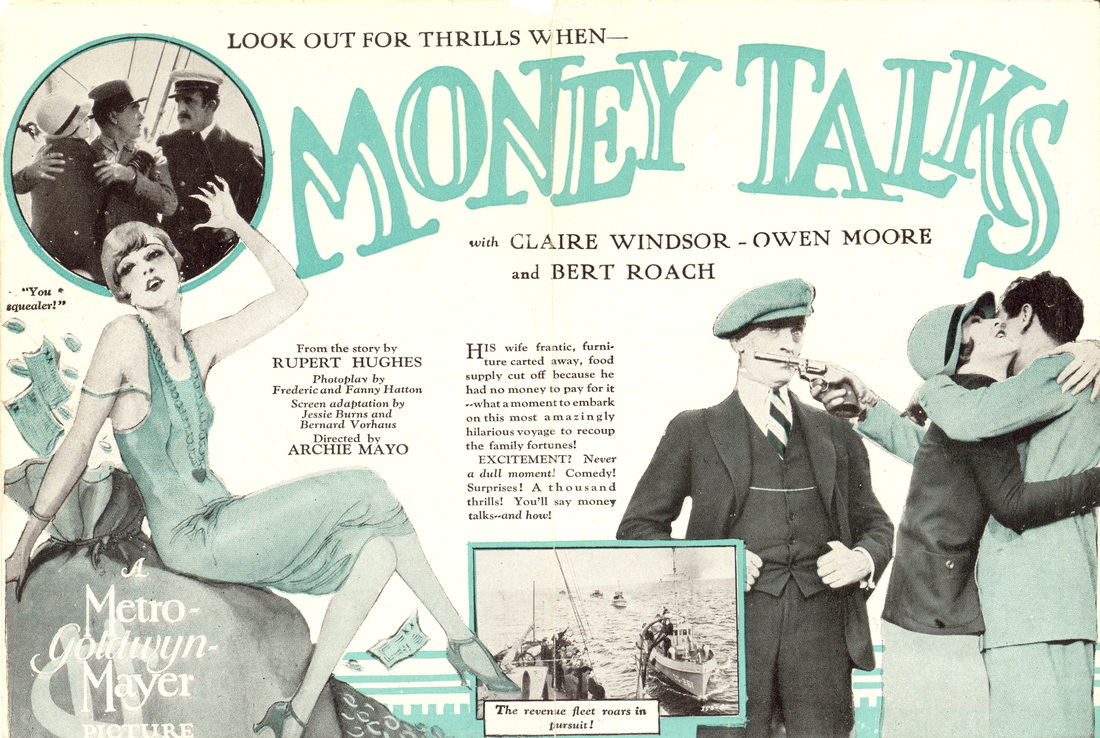 LOOK OUT FOR THRILLS WHEN—
MONEY TALKS
with CLAIRE WINDSOR - OWEN MOORE
and BERT ROACH
"You
squealer!"
From the story by
RUPERT HUGHES
Photoplay by
Frederic and Fanny Hatton
Screen adaptation by
Jessie Burns and
Bernard Vorhaus
Directed by
ARCHIE MAYO
HIS wife frantic, furni-
ture carted away, food
supply cut off because he
had no money to pay for it
--what a moment to embark
on this most amazingly
hilarious voyage to recoup
the family fortunes!
EXCITEMENT? Never
a dull moment! Comedy!
Surprises! A thousand
thrills! You'll say money
talks--and how!
A
Metro-
Goldwyn-
Mayer
PICTURE
The revenue fleet roars in
pursuit!